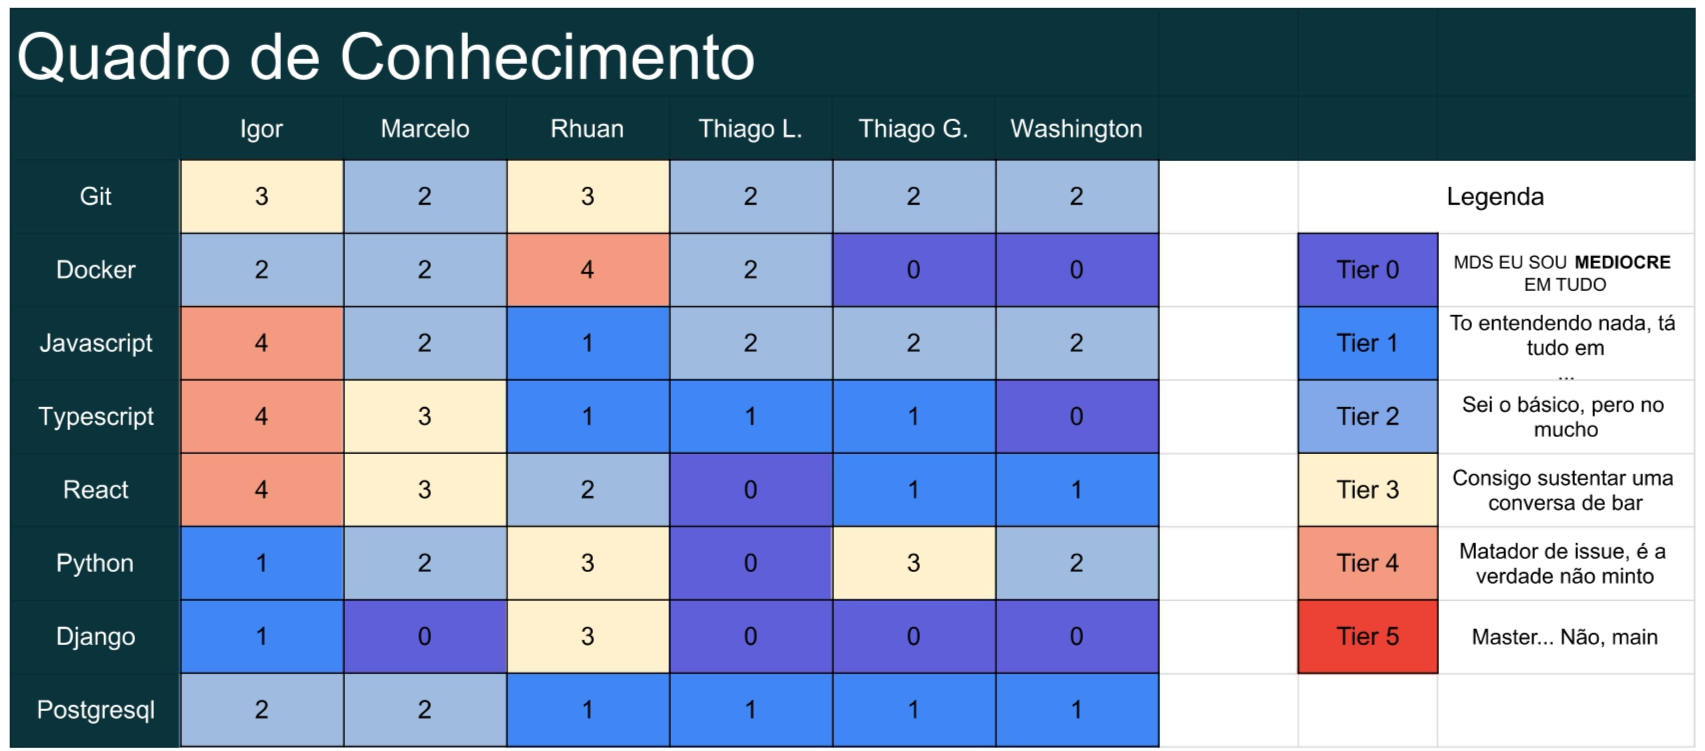 Quadro de Conhecimento
Igor Marcelo Rhuan Thiago L. Thiago G. Washington
Git 3 2 3 2 2 2 Legenda
Docker 2 2 4 2 0 0 Tier 0 MDS EU SOU MEDIOCRE
EM TUDO
Javascript 4 2 1 2 2 2 Tier 1 To entendendo nada, tá
tudo em
...
Typescript 4 3 1 1 1 0 Tier 2 Sei o básico, pero no
mucho
React 4 3 2 0 1 1 Tier 3 Consigo sustentar uma
conversa de bar
Python 1 2 3 0 3 2 Tier 4 Matador de issue, é a
verdade não minto
Django 1 0 3 0 0 0 Tier 5 Master... Não, main
Postgresql 2 2 1 1 1 1